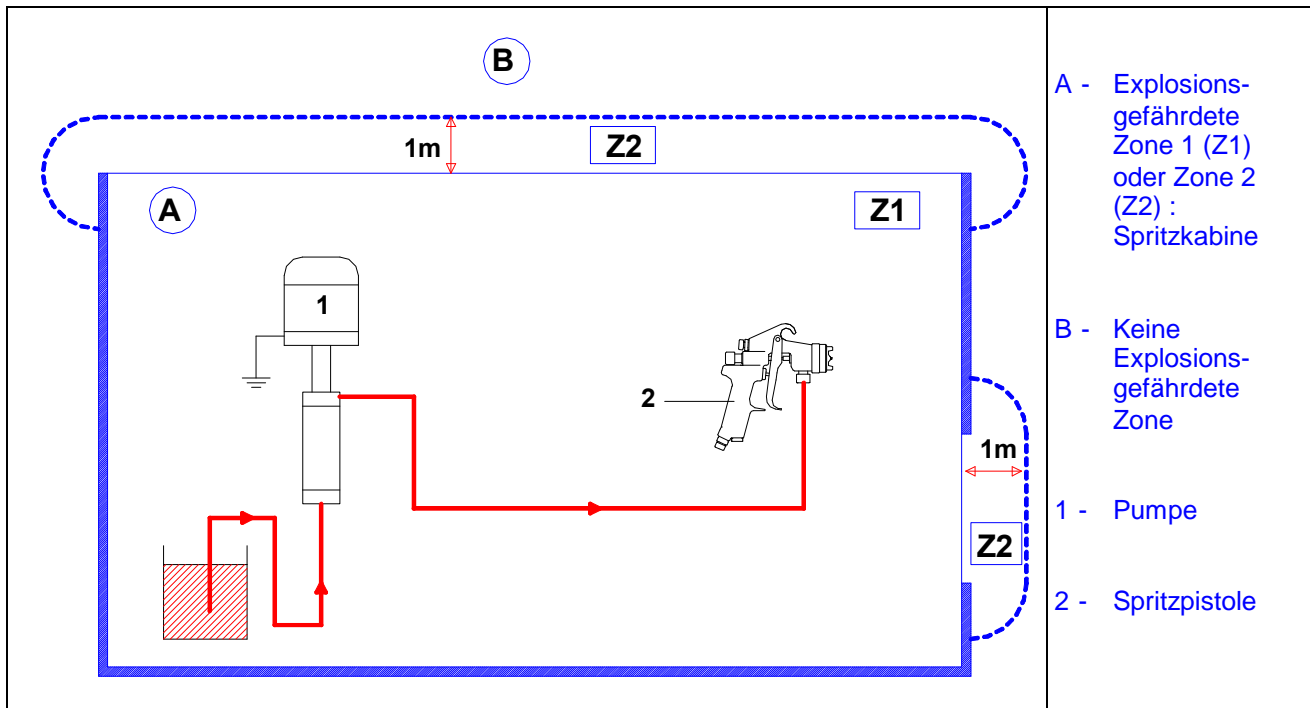 B
1m
Z2
A
Z1
1
2
1m
Z2
A - Explosions-
gefährdete
Zone 1 (Z1)
oder Zone 2
(Z2) :
Spritzkabine
B - Keine
Explosions-
gefährdete
Zone
1 - Pumpe
2 - Spritzpistole